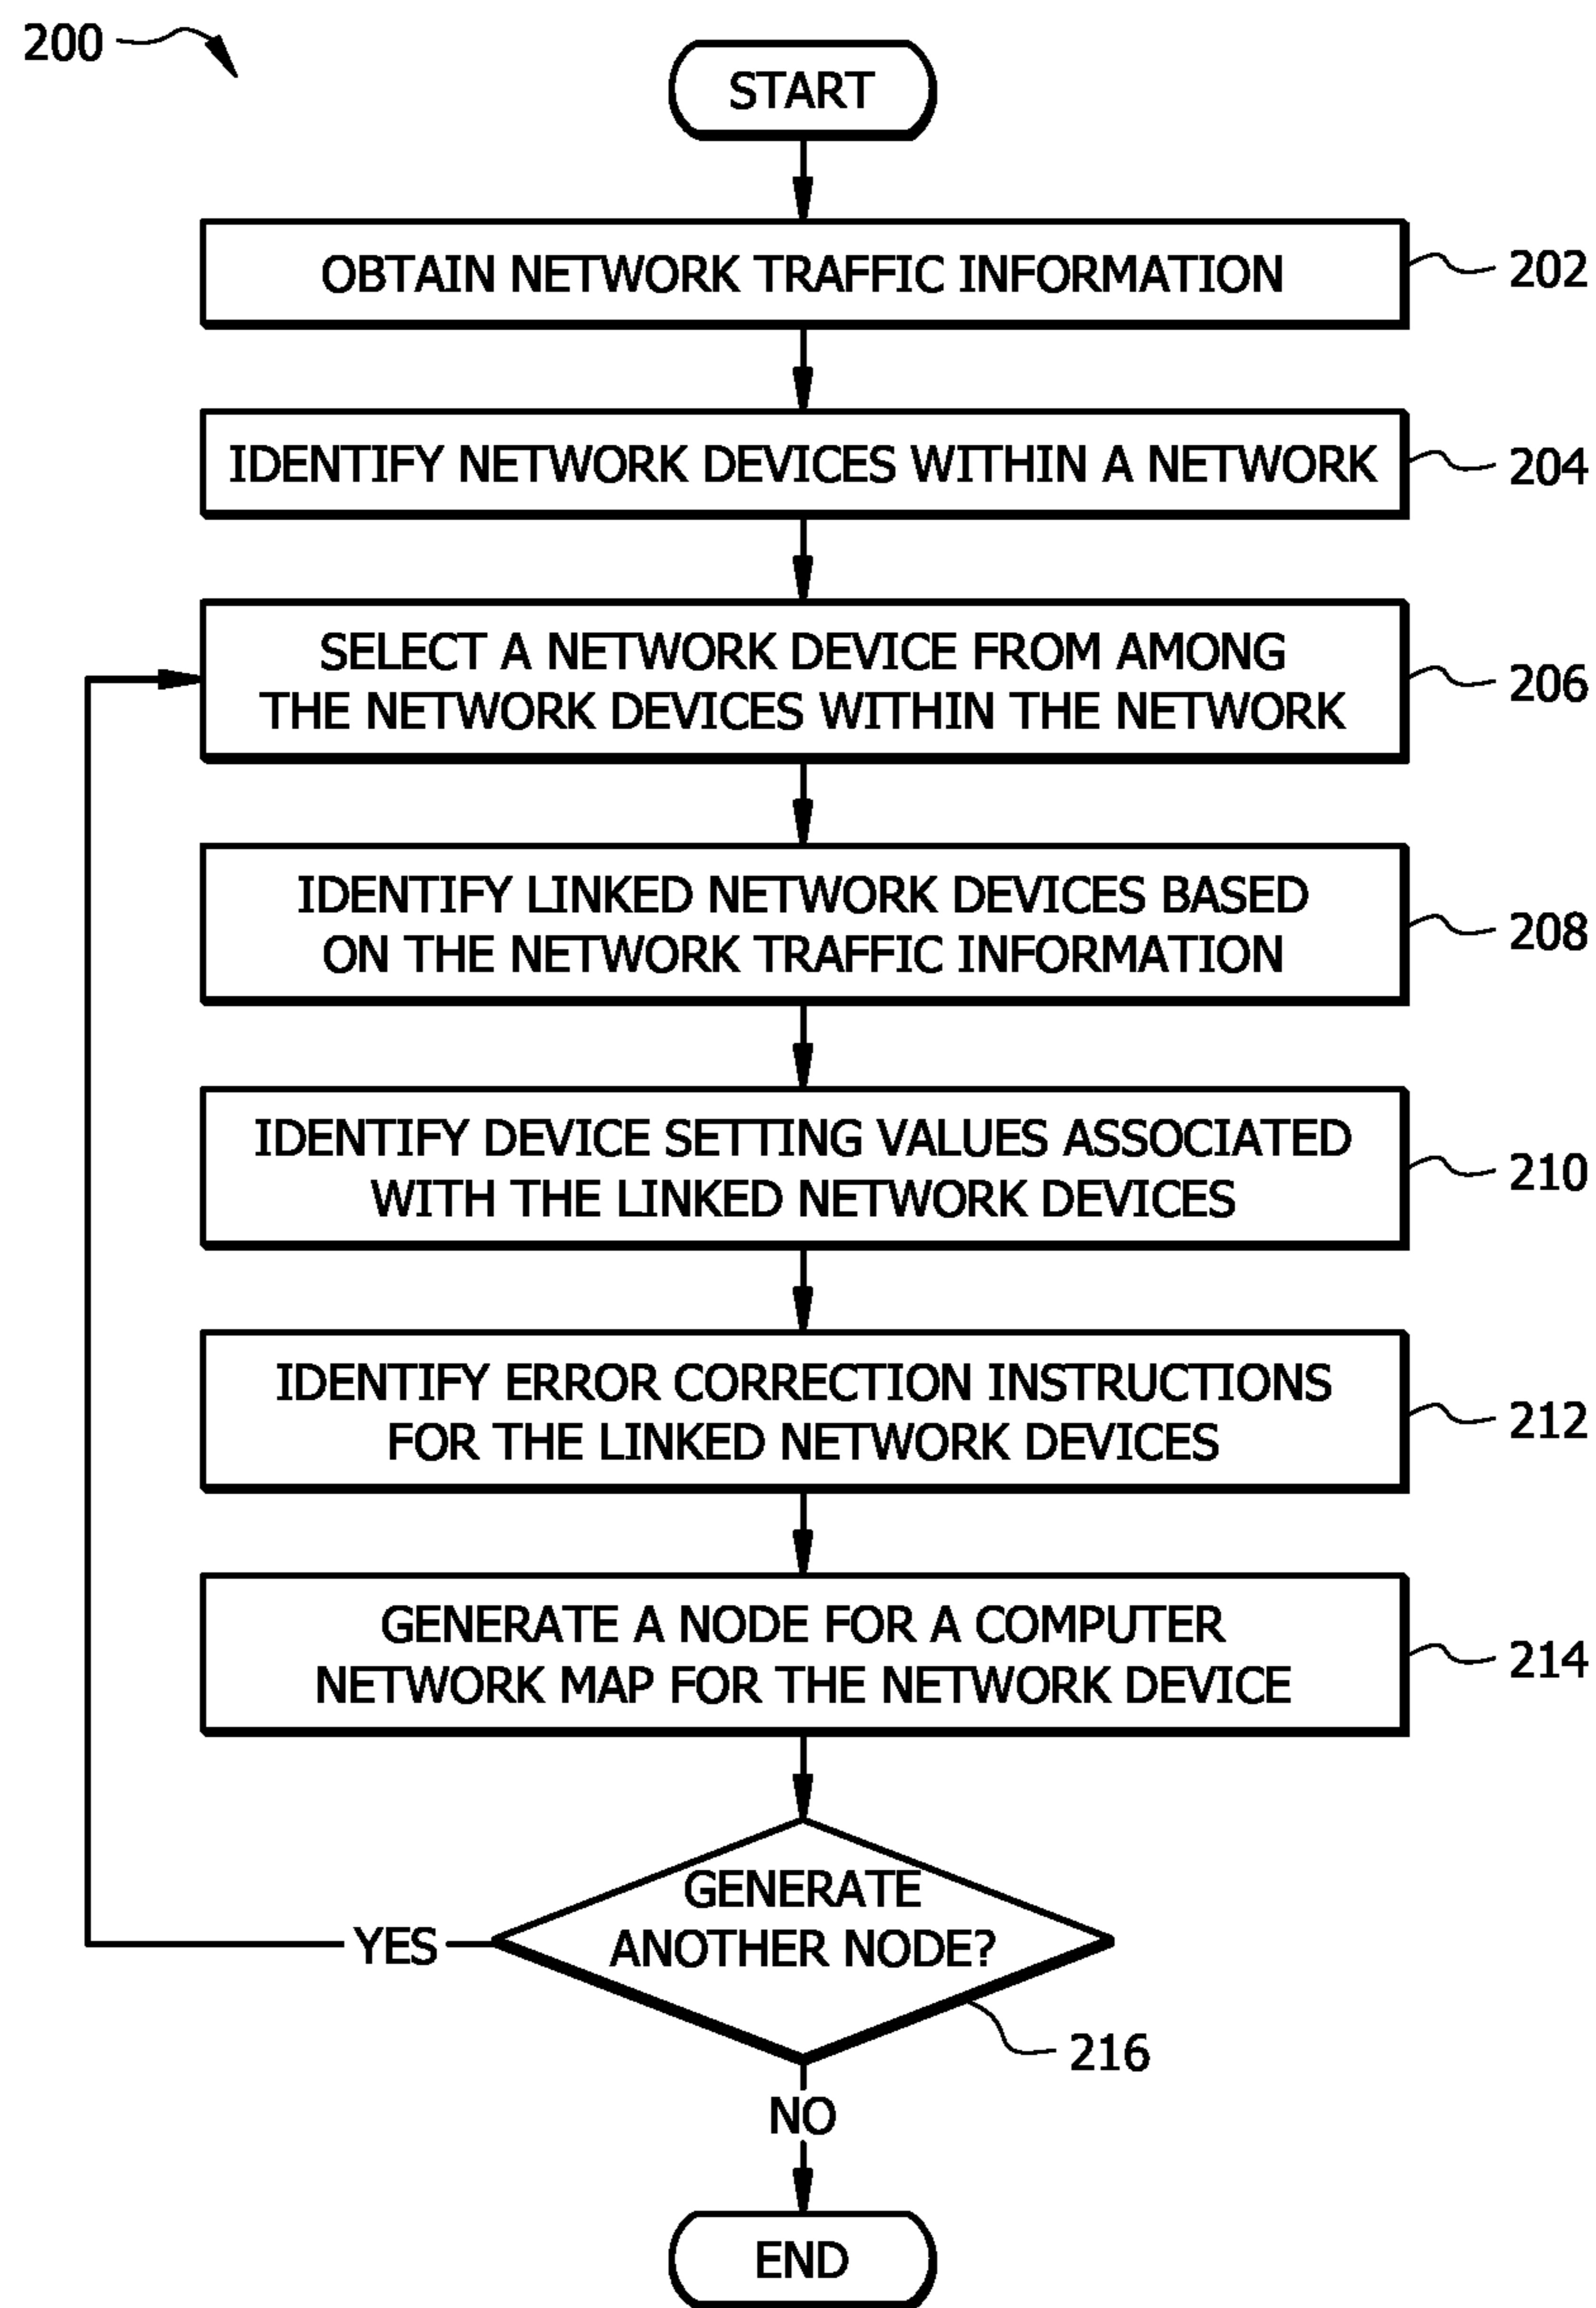 200
START
OBTAIN NETWORK TRAFFIC INFORMATION
202
IDENTIFY NETWORK DEVICES WITHIN A NETWORK
204
SELECT A NETWORK DEVICE FROM AMONG
THE NETWORK DEVICES WITHIN THE NETWORK
206
IDENTIFY LINKED NETWORK DEVICES BASED
ON THE NETWORK TRAFFIC INFORMATION
208
IDENTIFY DEVICE SETTING VALUES ASSOCIATED
WITH THE LINKED NETWORK DEVICES
210
IDENTIFY ERROR CORRECTION INSTRUCTIONS
FOR THE LINKED NETWORK DEVICES
212
GENERATE A NODE FOR A COMPUTER
NETWORK MAP FOR THE NETWORK DEVICE
214
GENERATE
ANOTHER NODE?
YES
216
NO
END